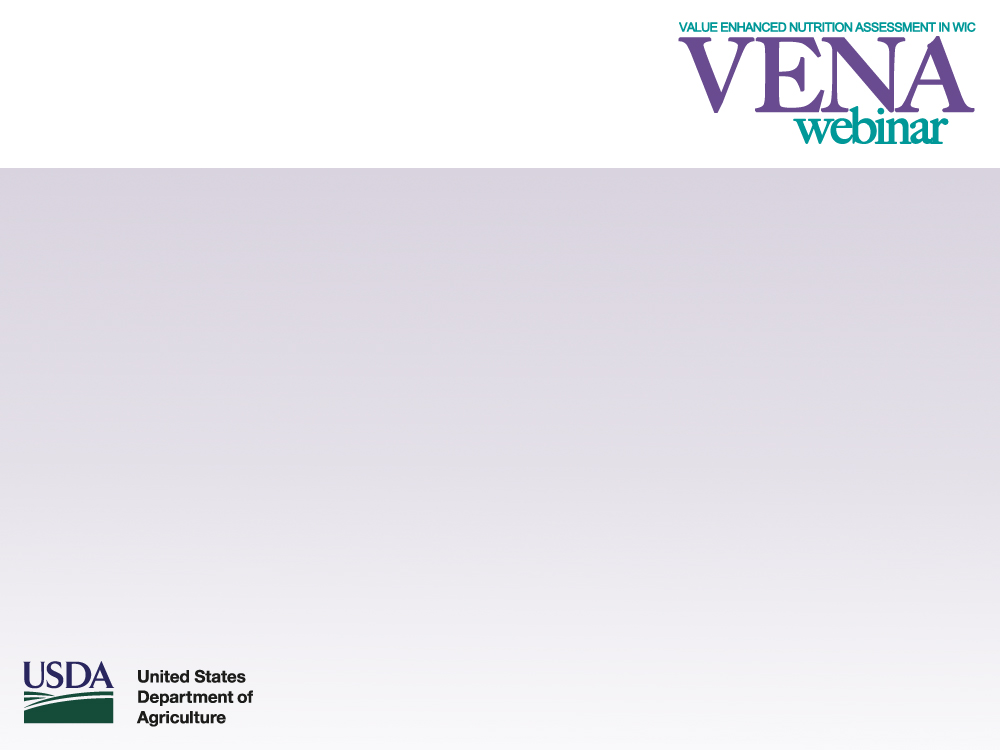 VALUE ENHANCED NUTRITION ASSESSMENT IN WIC
VENA
webinar
USDA
United States
Department of
Agriculture